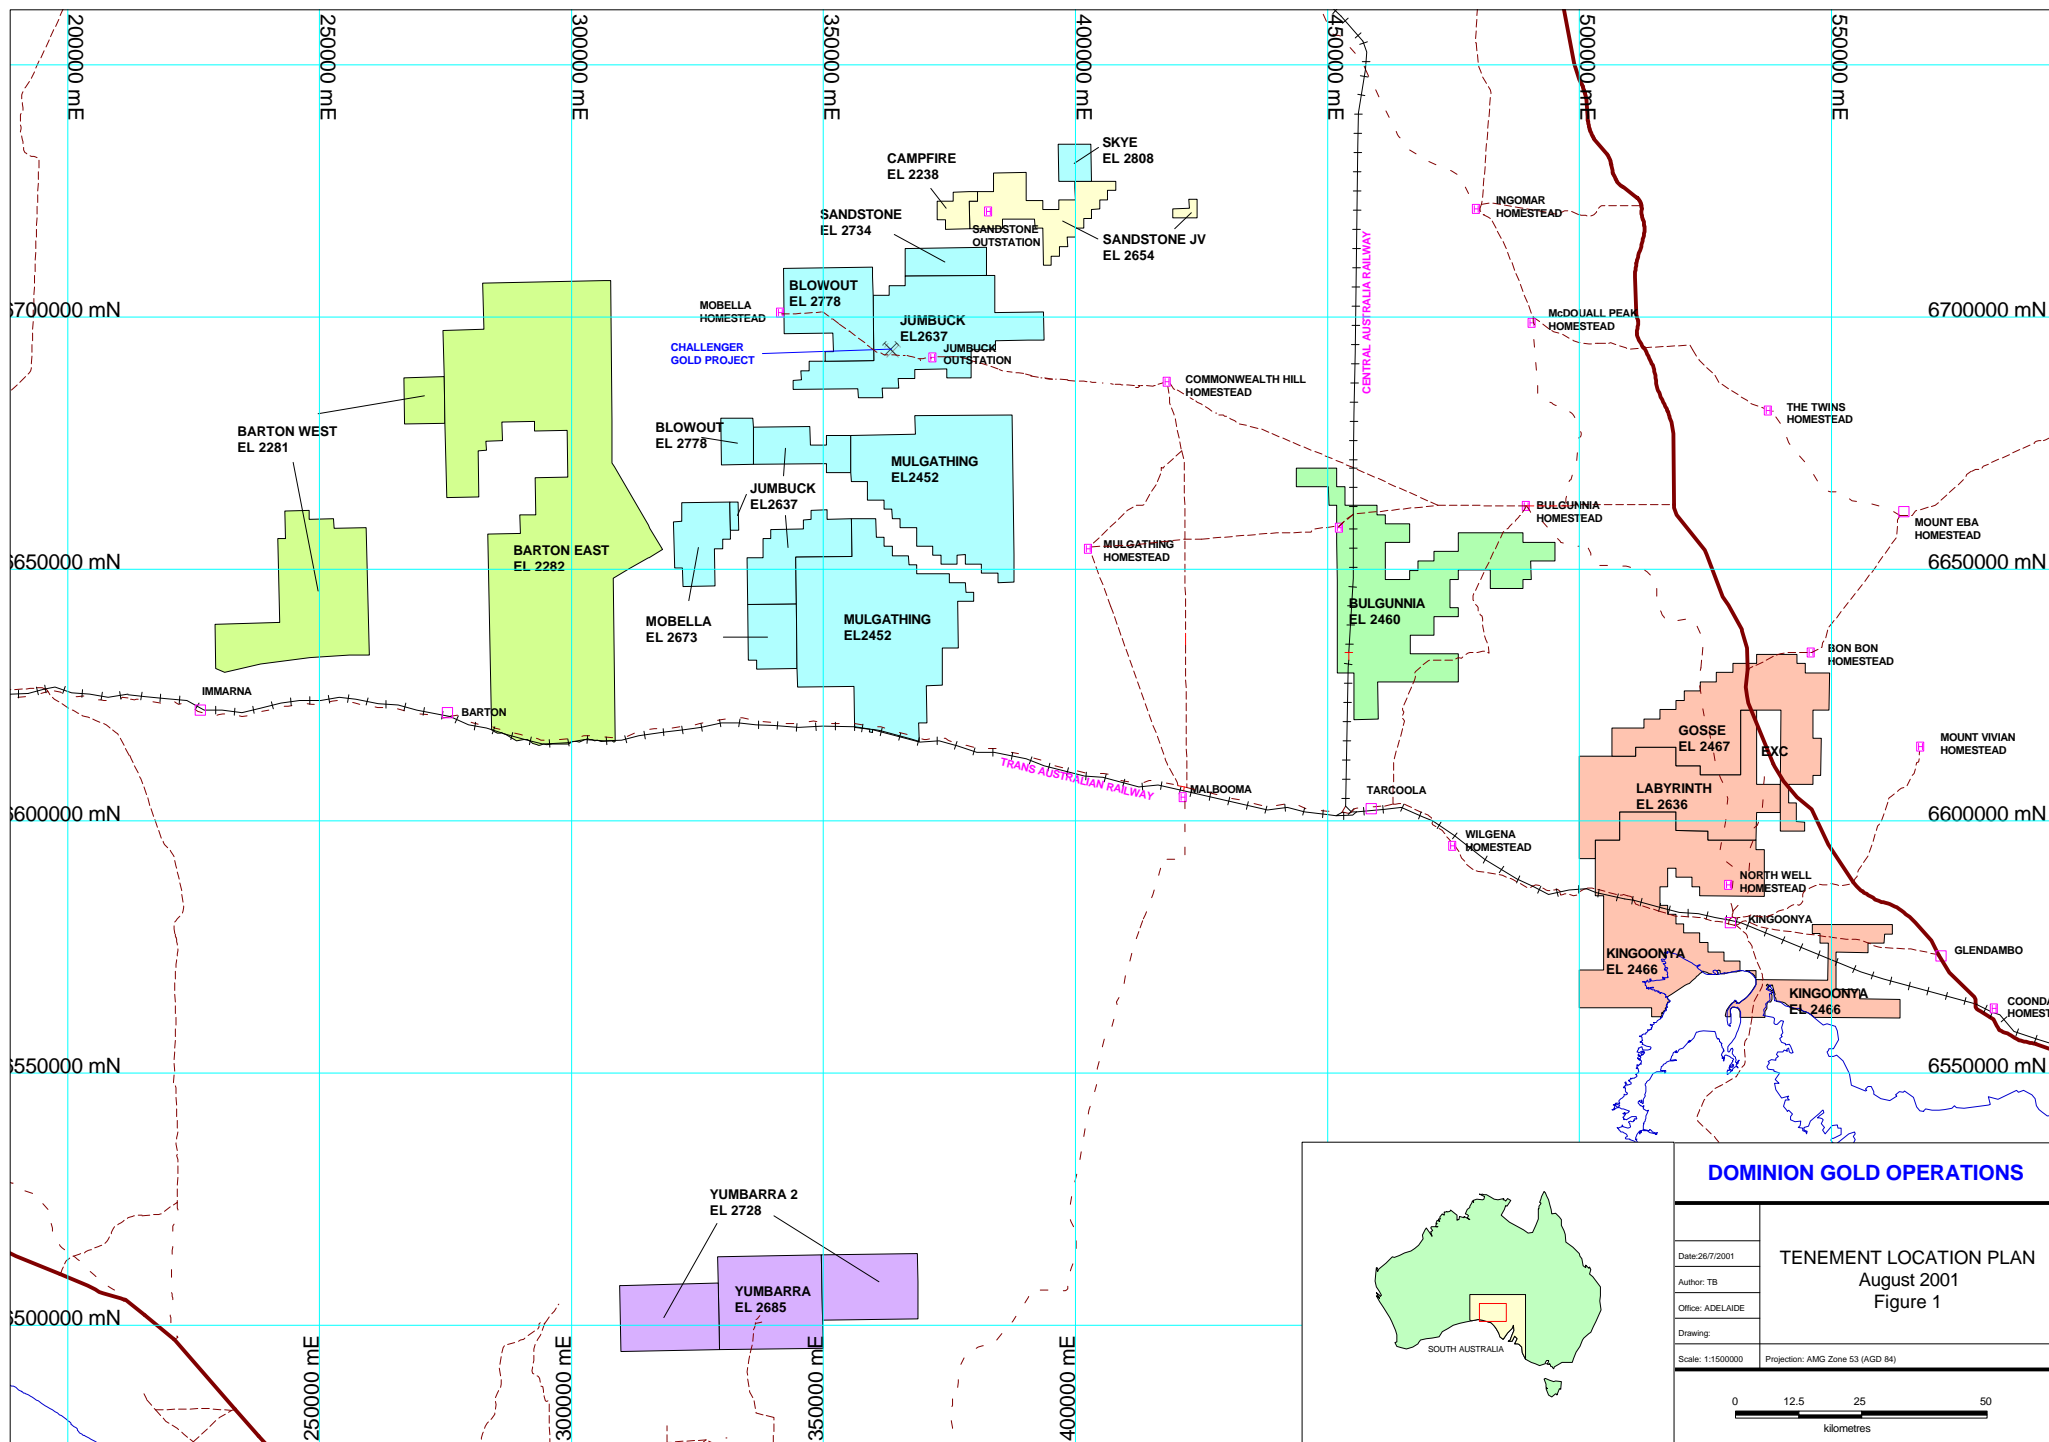 200000 mE
250000 mE
300000 mE
350000 mE
400000 mE
450000 mE
500000 mE
550000 mE
SKYE
EL 2808
CAMPFIRE
EL 2238
SANDSTONE
EL 2734
SANDSTONE
OUTSTATION
SANDSTONE JV
EL 2654
INGOMAR
HOMESTEAD
CENTRAL AUSTRALIA RAILWAY
BLOWOUT
EL 2778
MOBELLA
HOMESTEAD
6700000 mN
6700000 mN
JUMBUCK
EL2637
McDOUALL PEAK
HOMESTEAD
CHALLENGER
GOLD PROJECT
JUMBUCK
OUTSTATION
COMMONWEALTH HILL
HOMESTEAD
THE TWINS
HOMESTEAD
BARTON WEST
EL 2281
BLOWOUT
EL 2778
MULGATHING
EL2452
JUMBUCK
EL2637
BULGUNNIA
HOMESTEAD
MOUNT EBA
HOMESTEAD
BARTON EAST
EL 2282
MULGATHING
HOMESTEAD
6650000 mN
6650000 mN
BULGUNNIA
EL 2460
MOBELLA
EL 2673
MULGATHING
EL2452
BON BON
HOMESTEAD
IMMARNA
BARTON
GOSSE
EL 2467
EXC
MOUNT VIVIAN
HOMESTEAD
TRANS AUSTRALIAN RAILWAY
MALBOOMA
TARCOOLA
LABYRINTH
EL 2636
6600000 mN
6600000 mN
WILGENA
HOMESTEAD
NORTH WELL
HOMESTEAD
KINGOONYA
GLENDAMBO
KINGOONYA
EL 2466
KINGOONYA
EL 2466
COONDA
HOMEST
6550000 mN
6550000 mN
YUMBARRA 2
EL 2728
YUMBARRA
EL 2685
6500000 mN
250000 mE
300000 mE
350000 mE
400000 mE
SOUTH AUSTRALIA
DOMINION GOLD OPERATIONS
Date:26/7/2001
Author: TB
Office: ADELAIDE
Drawing:
Scale: 1:1500000
TENEMENT LOCATION PLAN
August 2001
Figure 1
Projection: AMG Zone 53 (AGD 84)
0 12.5 25 50
kilometres